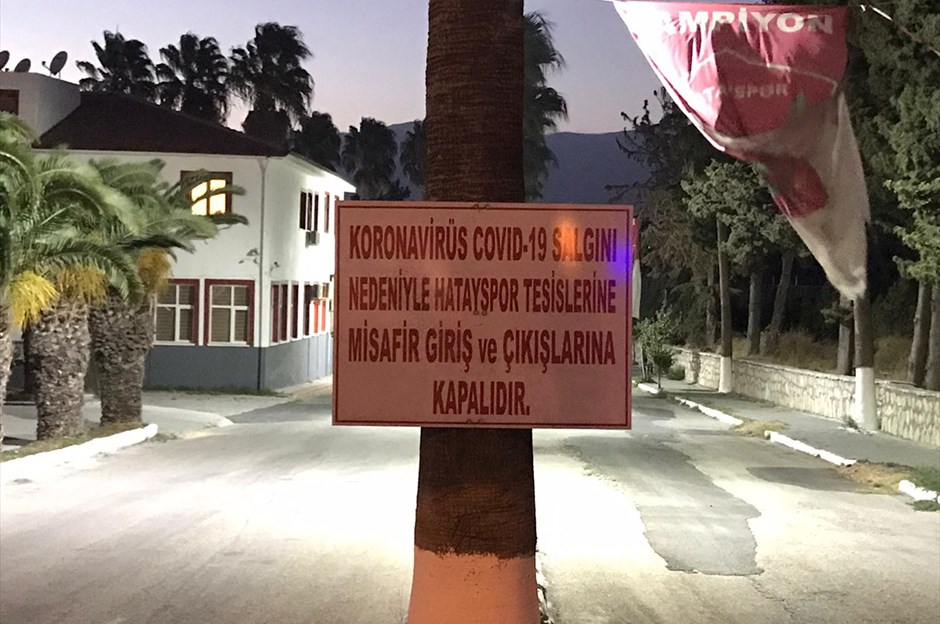 AMPİYON
TAYSPOR
KORONAVİRÜS COVID-19 SALGINI
NEDENİYLE HATAYSPOR TESİSLERİNE
MİSAFİR GİRİŞ ve ÇIKIŞLARINA
KAPALIDIR.